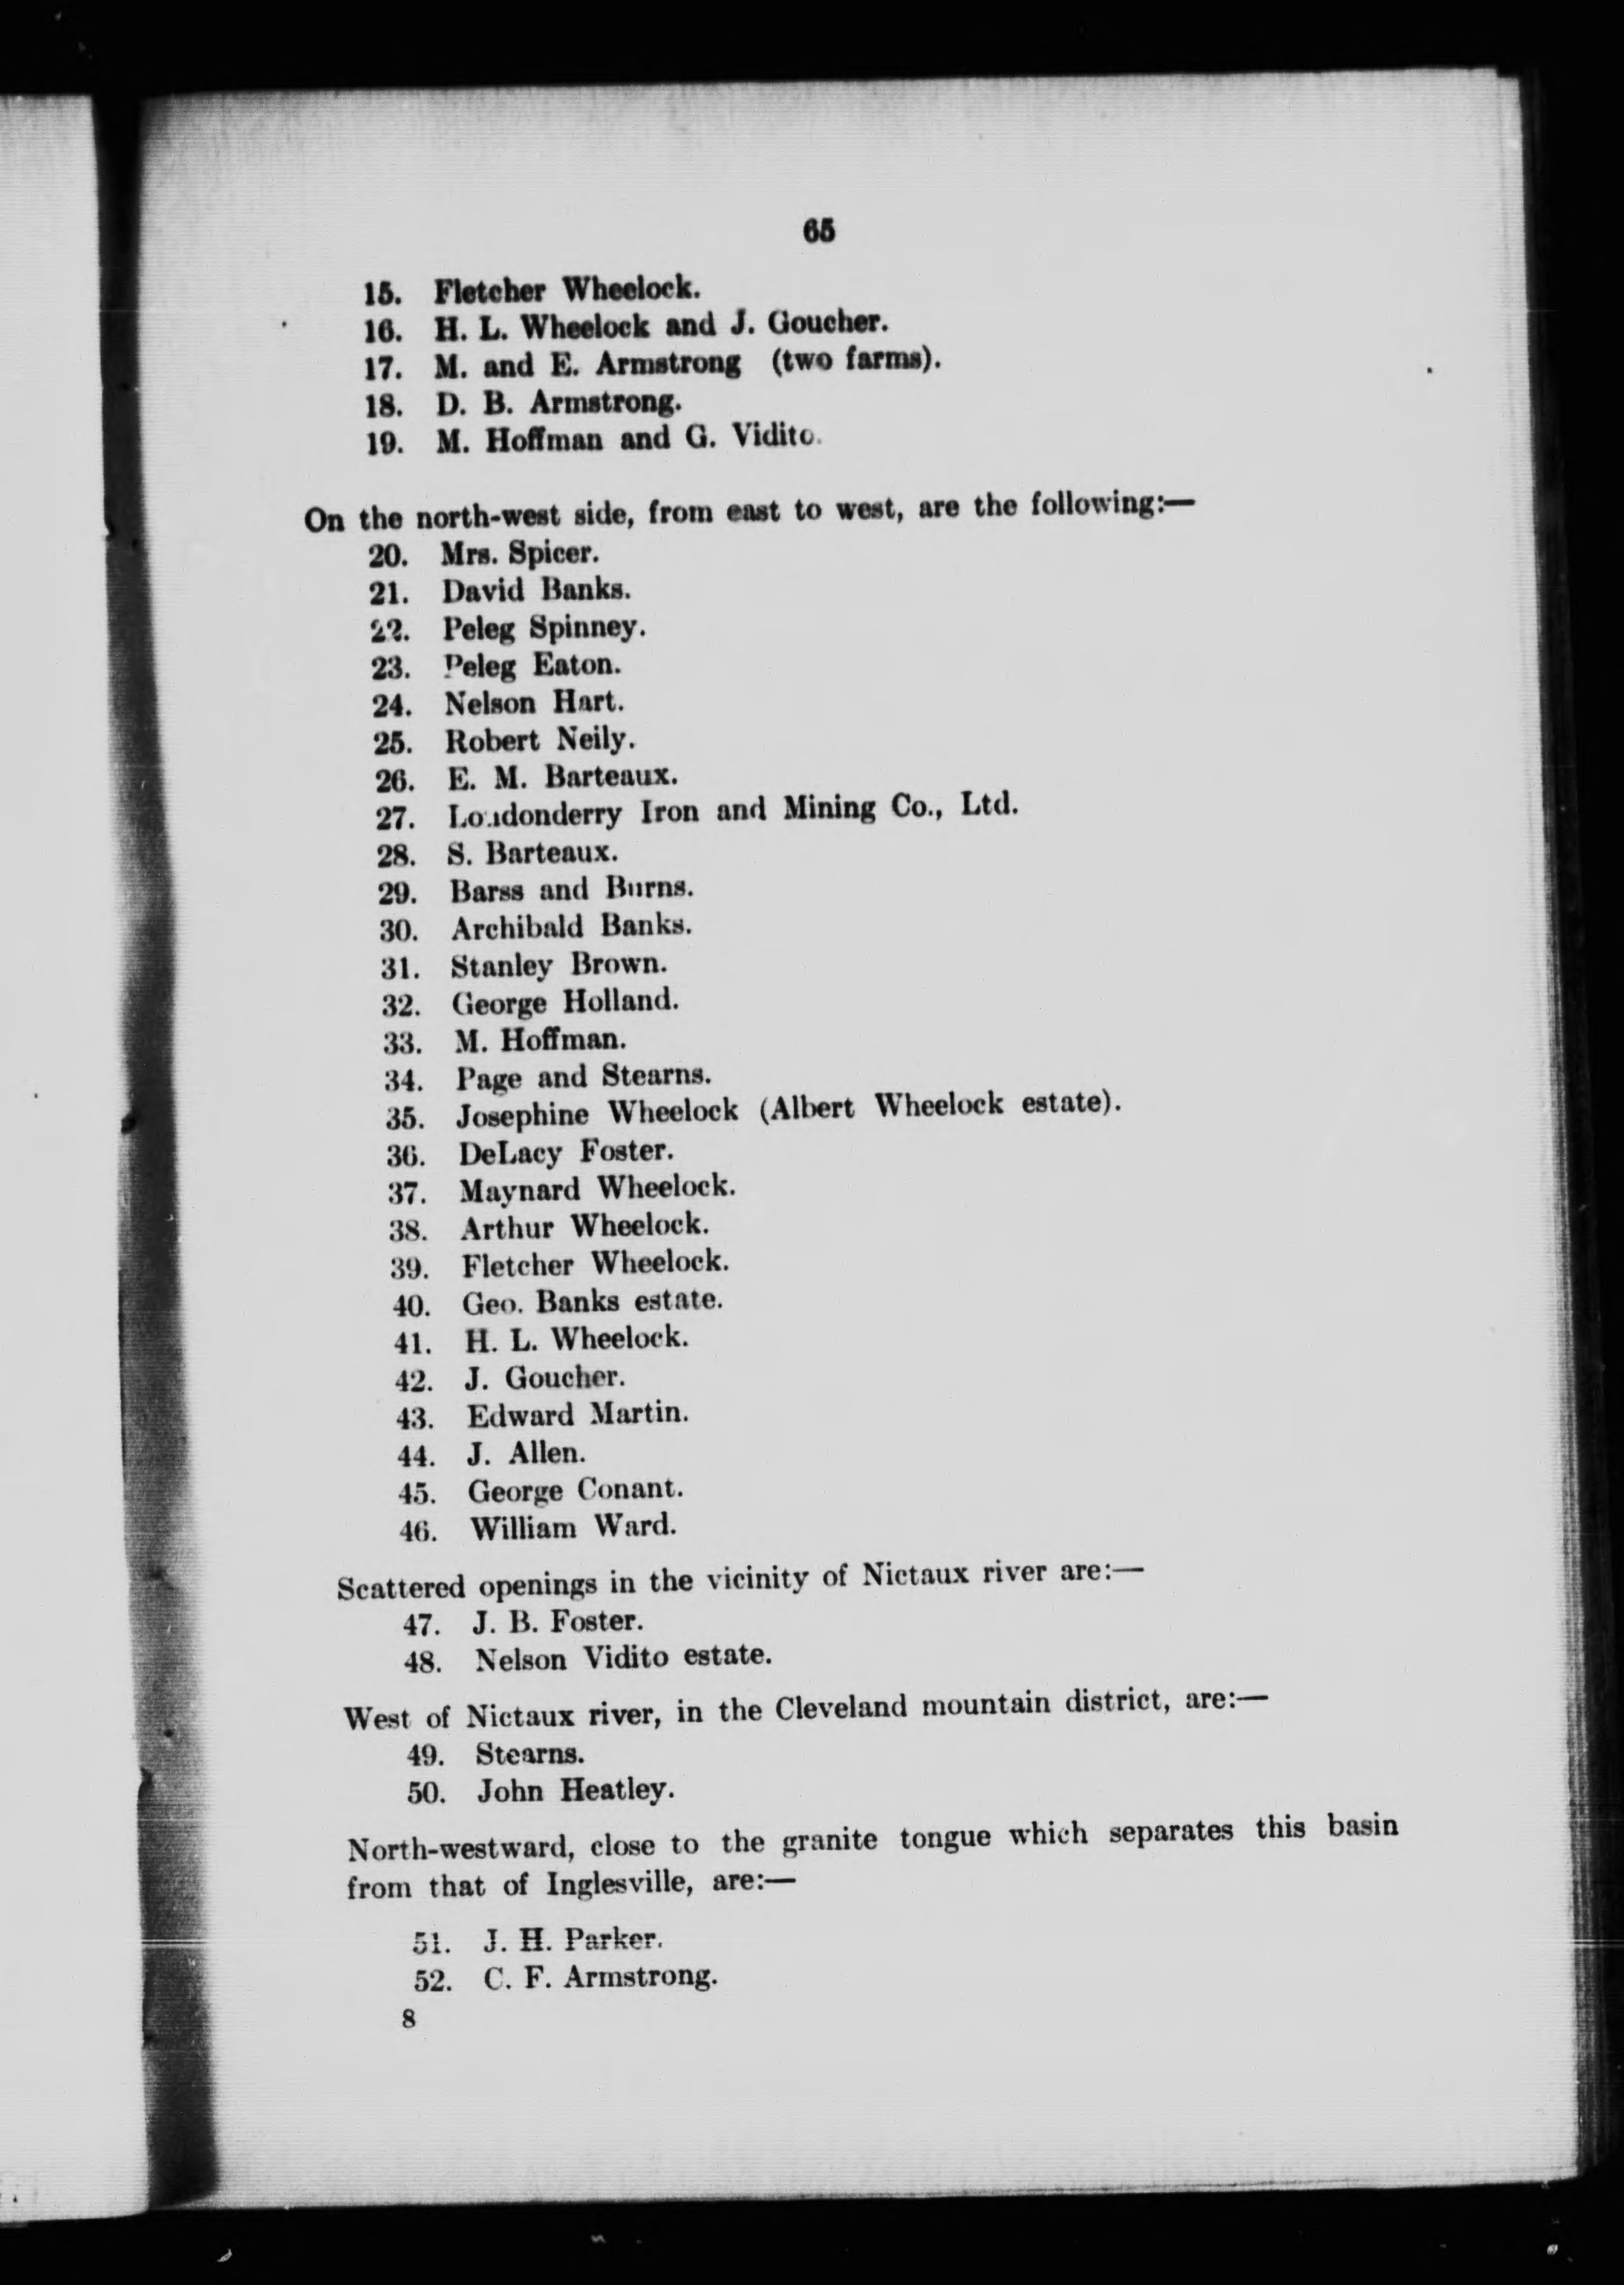 65
15. Fletcher Wheelock.
16. H. L. Wheelock and J. Goucher.
17. M. and E. Armstrong (two farms).
18. D. B. Armstrong.
19. M. Hoffman and G. Vidito.
On the north-west side, from east to west, are the following:—
20. Mrs. Spicer.
21. David Banks.
22. Peleg Spinney.
23. Peleg Eaton.
24. Nelson Hart.
25. Robert Neily.
26. E. M. Barteaux.
27. Londonderry Iron and Mining Co., Ltd.
28. S. Barteaux.
29. Barss and Burns.
30. Archibald Banks.
31. Stanley Brown.
32. George Holland.
33. M. Hoffman.
34. Page and Stearns.
35. Josephine Wheelock (Albert Wheelock estate).
36. DeLacy Foster.
37. Maynard Wheelock.
38. Arthur Wheelock.
39. Fletcher Wheelock.
40. Geo. Banks estate.
41. H. L. Wheelock.
42. J. Goucher.
43. Edward Martin.
44. J. Allen.
45. George Conant.
46. William Ward.
Scattered openings in the vicinity of Nictaux river are:—
47. J. B. Foster.
48. Nelson Vidito estate.
West of Nictaux river, in the Cleveland mountain district, are:—
49. Stearns.
50. John Heatley.
North-westward, close to the granite tongue which separates this basin
from that of Inglesville, are:—
51. J. H. Parker.
52. C. F. Armstrong.
8